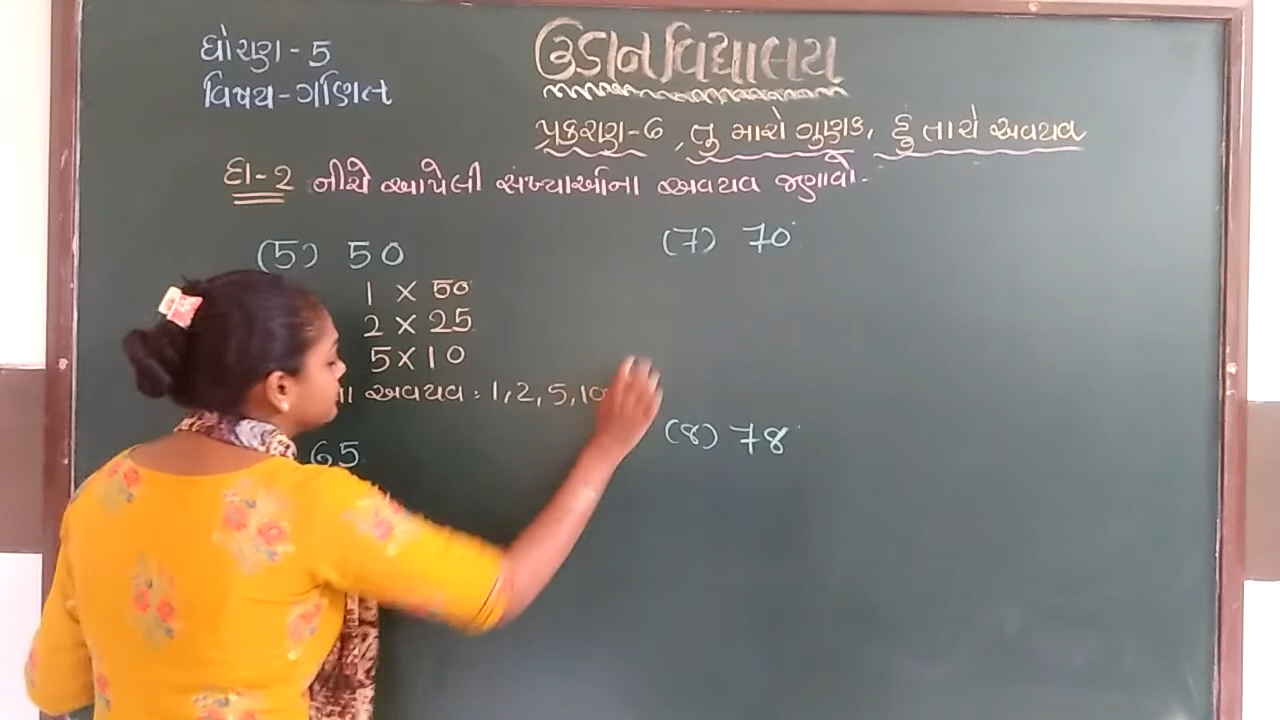 ધોરણ - 5
વિષય - ગણિત
ઉડાન વિદ્યાલય
પ્રકરણ - 6 , તુ મારો ગુણક, હું તારો અવયવ
દા-2 નીચે આપેલી સંખ્યાઓના અવયવ જણાવો.
(5) 50
1 × 50
2 × 25
5 × 10
ના અવયવ : 1, 2, 5, 10
65
(7) 70
(8) 78